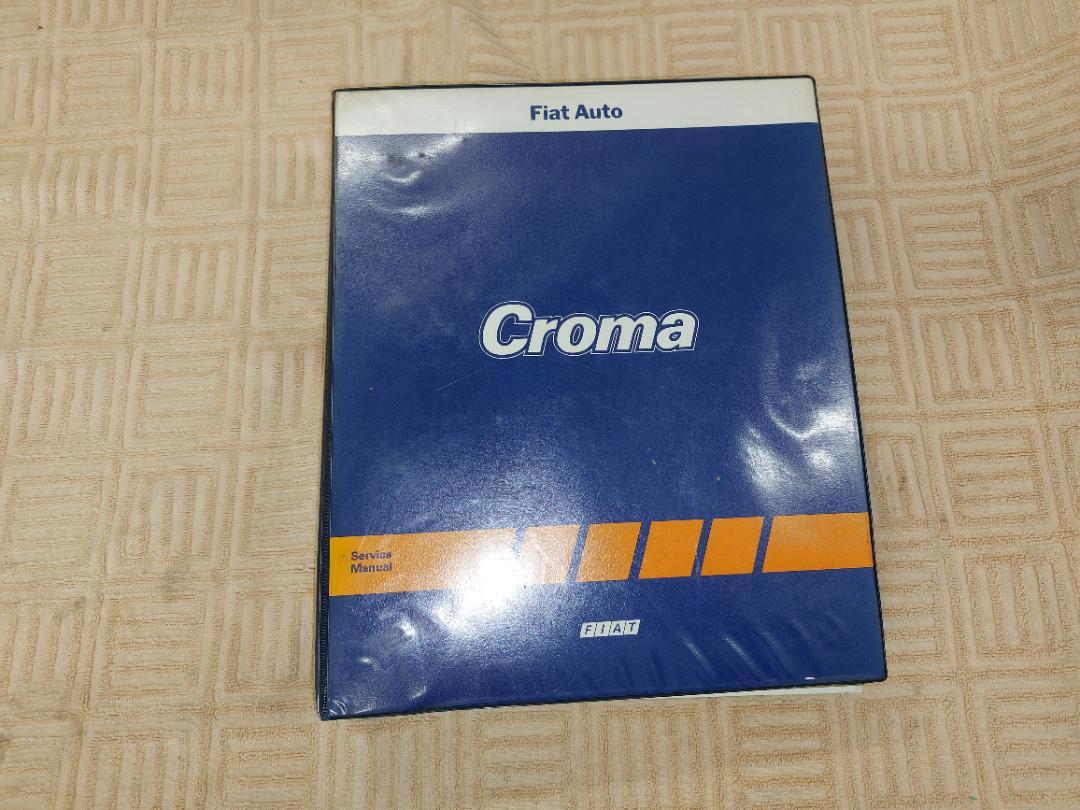 Fiat Auto
Croma
Service
Manual
FIAT